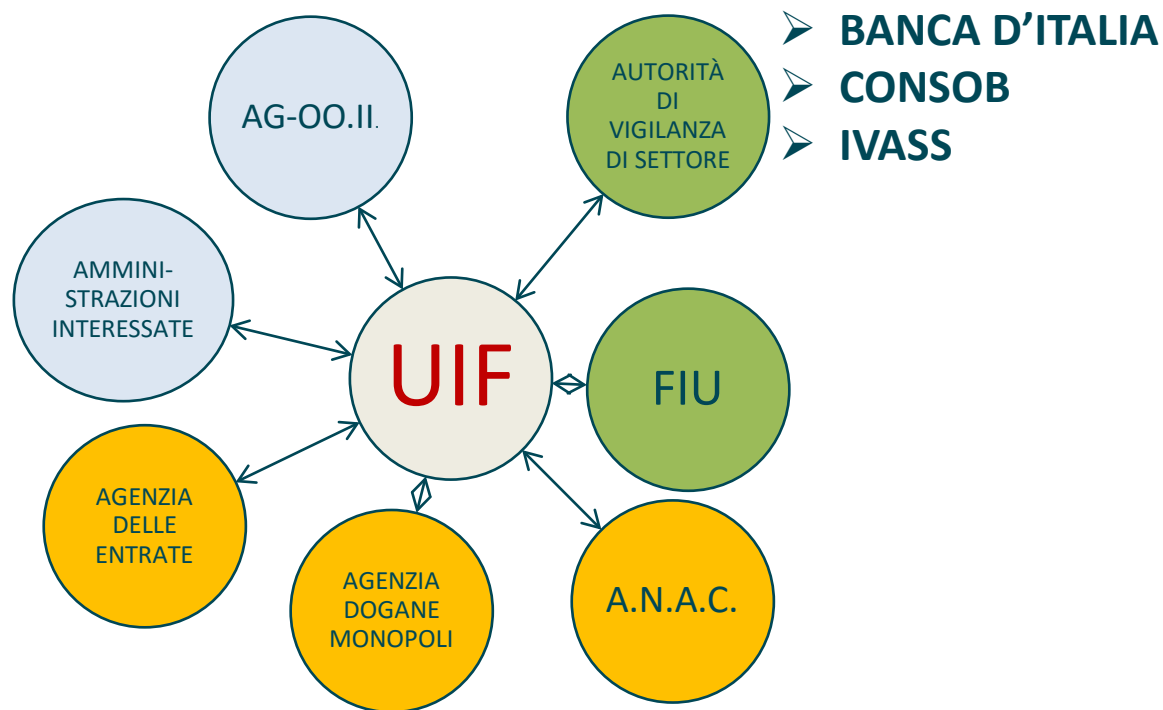 ➢ BANCA D’ITALIA
➢ CONSOB
➢ IVASS
AUTORITÀ
DI
VIGILANZA
DI SETTORE
AG-OO.II.
AMMINI-
STRAZIONI
INTERESSATE
UIF
FIU
AGENZIA
DELLE
ENTRATE
AGENZIA
DOGANE
MONOPOLI
A.N.A.C.